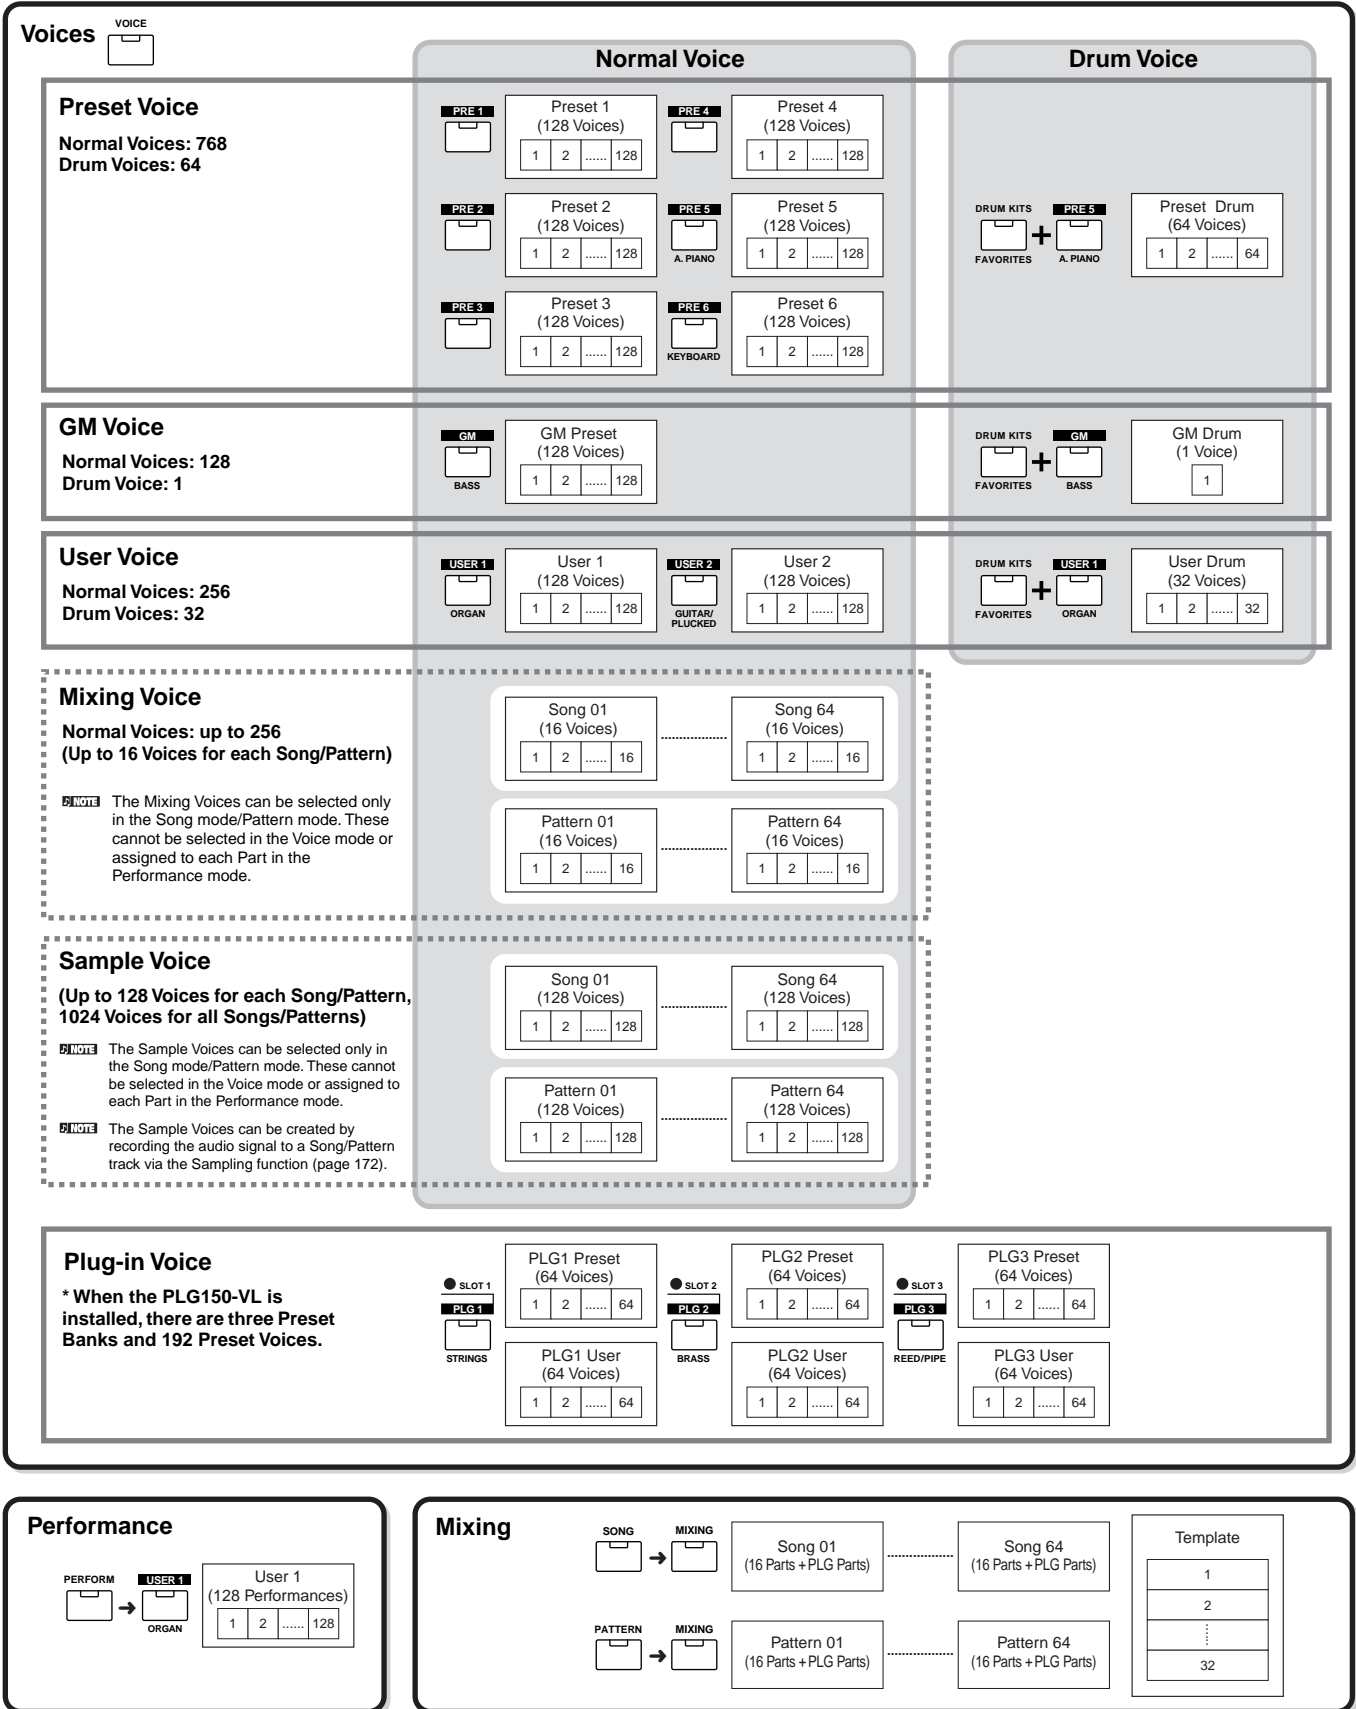 Voices
VOICE
Normal Voice
Drum Voice
Preset Voice
Normal Voices: 768
Drum Voices: 64
PRE 1
Preset 1
(128 Voices)
1 2 ...... 128
PRE 4
Preset 4
(128 Voices)
1 2 ...... 128
PRE 2
Preset 2
(128 Voices)
1 2 ...... 128
PRE 5
A. PIANO
Preset 5
(128 Voices)
1 2 ...... 128
DRUM KITS
FAVORITES
+
PRE 5
A. PIANO
Preset Drum
(64 Voices)
1 2 ...... 64
PRE 3
Preset 3
(128 Voices)
1 2 ...... 128
PRE 6
KEYBOARD
Preset 6
(128 Voices)
1 2 ...... 128
GM Voice
Normal Voices: 128
Drum Voice: 1
GM
BASS
GM Preset
(128 Voices)
1 2 ...... 128
DRUM KITS
FAVORITES
+
GM
BASS
GM Drum
(1 Voice)
1
User Voice
Normal Voices: 256
Drum Voices: 32
USER 1
ORGAN
User 1
(128 Voices)
1 2 ...... 128
USER 2
GUITAR/
PLUCKED
User 2
(128 Voices)
1 2 ...... 128
DRUM KITS
FAVORITES
+
USER 1
ORGAN
User Drum
(32 Voices)
1 2 ...... 32
Mixing Voice
Normal Voices: up to 256
(Up to 16 Voices for each Song/Pattern)
NOTE The Mixing Voices can be selected only
in the Song mode/Pattern mode. These
cannot be selected in the Voice mode or
assigned to each Part in the
Performance mode.
Song 01
(16 Voices)
1 2 ...... 16
Song 64
(16 Voices)
1 2 ...... 16
Pattern 01
(16 Voices)
1 2 ...... 16
Pattern 64
(16 Voices)
1 2 ...... 16
Sample Voice
(Up to 128 Voices for each Song/Pattern,
1024 Voices for all Songs/Patterns)
NOTE The Sample Voices can be selected only in
the Song mode/Pattern mode. These cannot
be selected in the Voice mode or assigned to
each Part in the Performance mode.
NOTE The Sample Voices can be created by
recording the audio signal to a Song/Pattern
track via the Sampling function (page 172).
Song 01
(128 Voices)
1 2 ...... 128
Song 64
(128 Voices)
1 2 ...... 128
Pattern 01
(128 Voices)
1 2 ...... 128
Pattern 64
(128 Voices)
1 2 ...... 128
Plug-in Voice
* When the PLG150-VL is
installed, there are three Preset
Banks and 192 Preset Voices.
SLOT 1
PLG 1
STRINGS
PLG1 Preset
(64 Voices)
1 2 ...... 64
PLG1 User
(64 Voices)
1 2 ...... 64
SLOT 2
PLG 2
BRASS
PLG2 Preset
(64 Voices)
1 2 ...... 64
PLG2 User
(64 Voices)
1 2 ...... 64
SLOT 3
PLG 3
REED/PIPE
PLG3 Preset
(64 Voices)
1 2 ...... 64
PLG3 User
(64 Voices)
1 2 ...... 64
Performance
PERFORM
USER 1
ORGAN
User 1
(128 Performances)
1 2 ...... 128
Mixing
SONG
MIXING
Song 01
(16 Parts + PLG Parts)
Song 64
(16 Parts + PLG Parts)
PATTERN
MIXING
Pattern 01
(16 Parts + PLG Parts)
Pattern 64
(16 Parts + PLG Parts)
Template
1
2
32